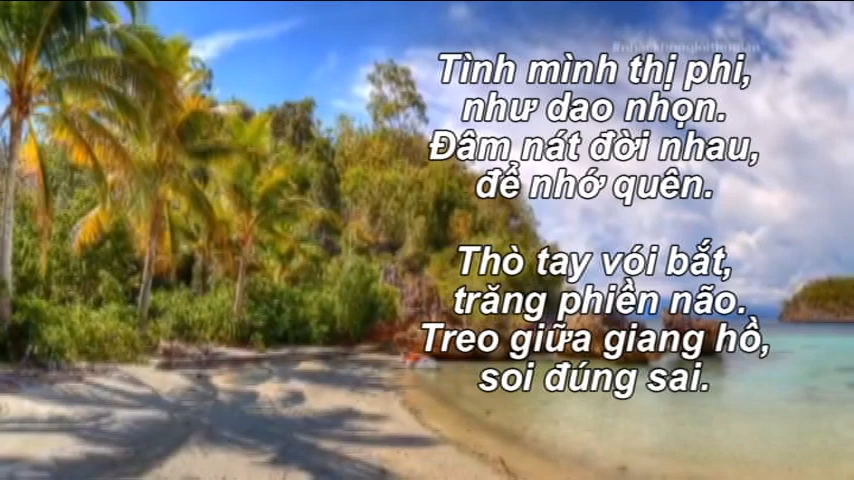 Tình mình thị phi,
như dao nhọn.
Đâm nát đời nhau,
để nhớ quên.
Thò tay vói bắt,
trăng phiền não.
Treo giữa giang hồ,
soi đúng sai.